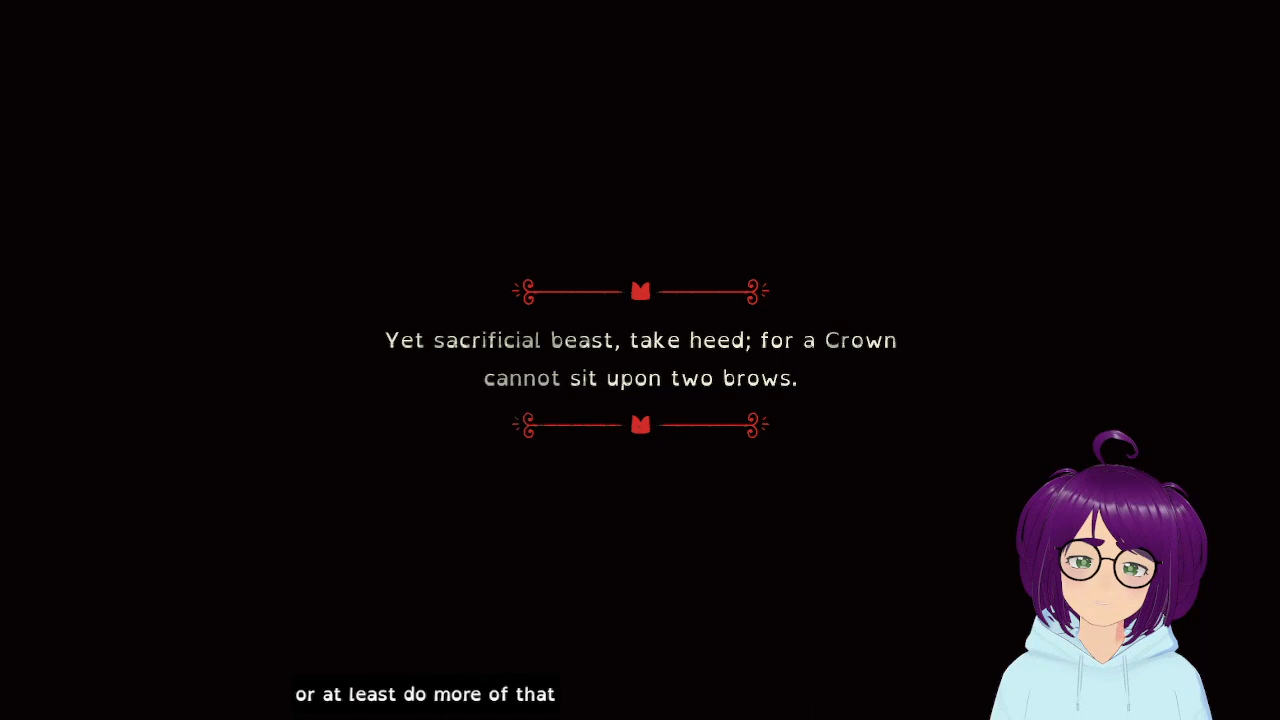 Yet sacrificial beast, take heed; for a Crown
cannot sit upon two brows.
or at least do more of that